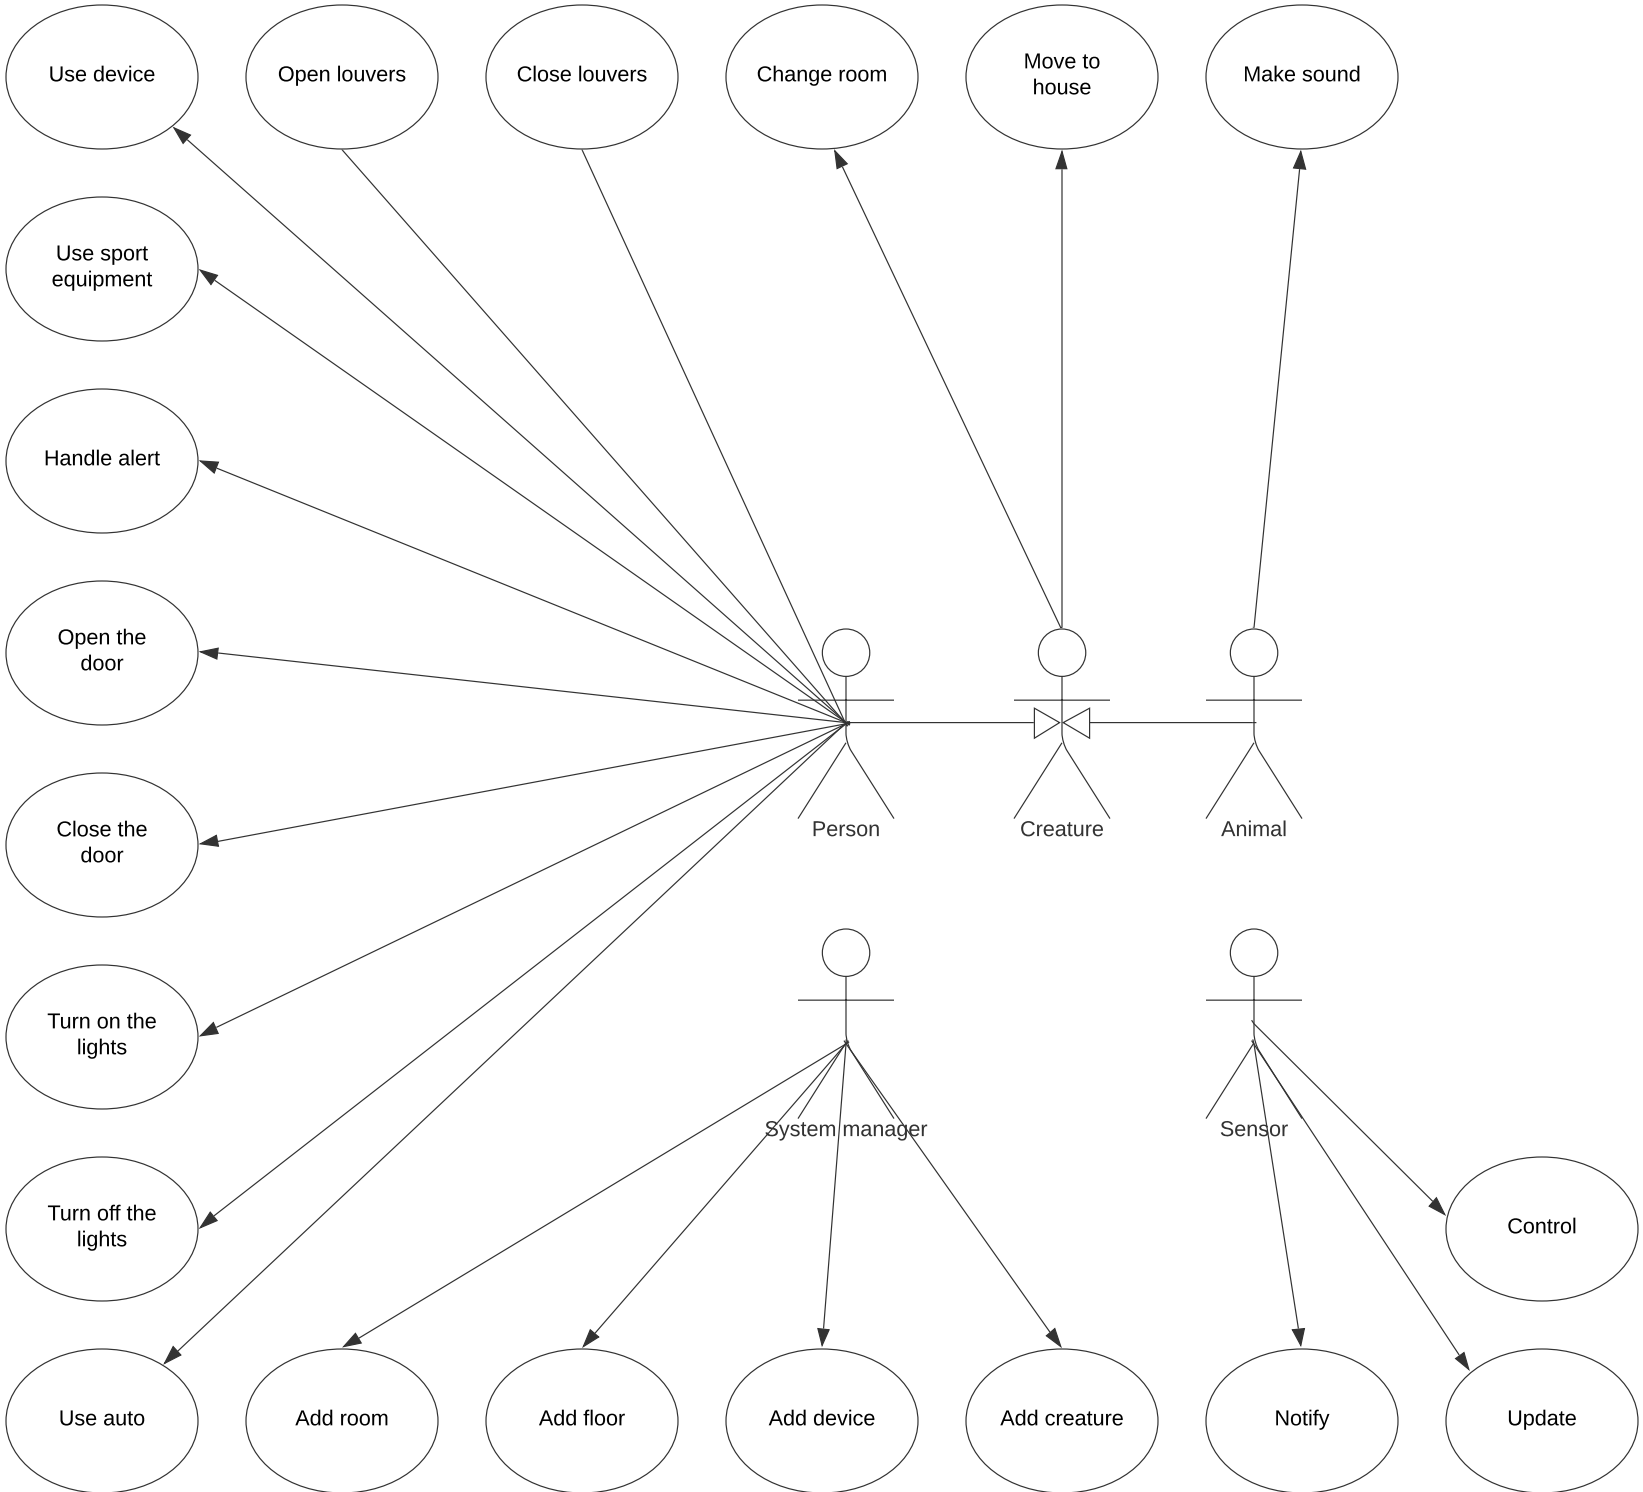 Use device
Open louvers
Close louvers
Change room
Move to
house
Make sound
Use sport
equipment
Handle alert
Open the
door
Close the
door
Person
Creature
Animal
Turn on the
lights
System manager
Sensor
Turn off the
lights
Control
Use auto
Add room
Add floor
Add device
Add creature
Notify
Update